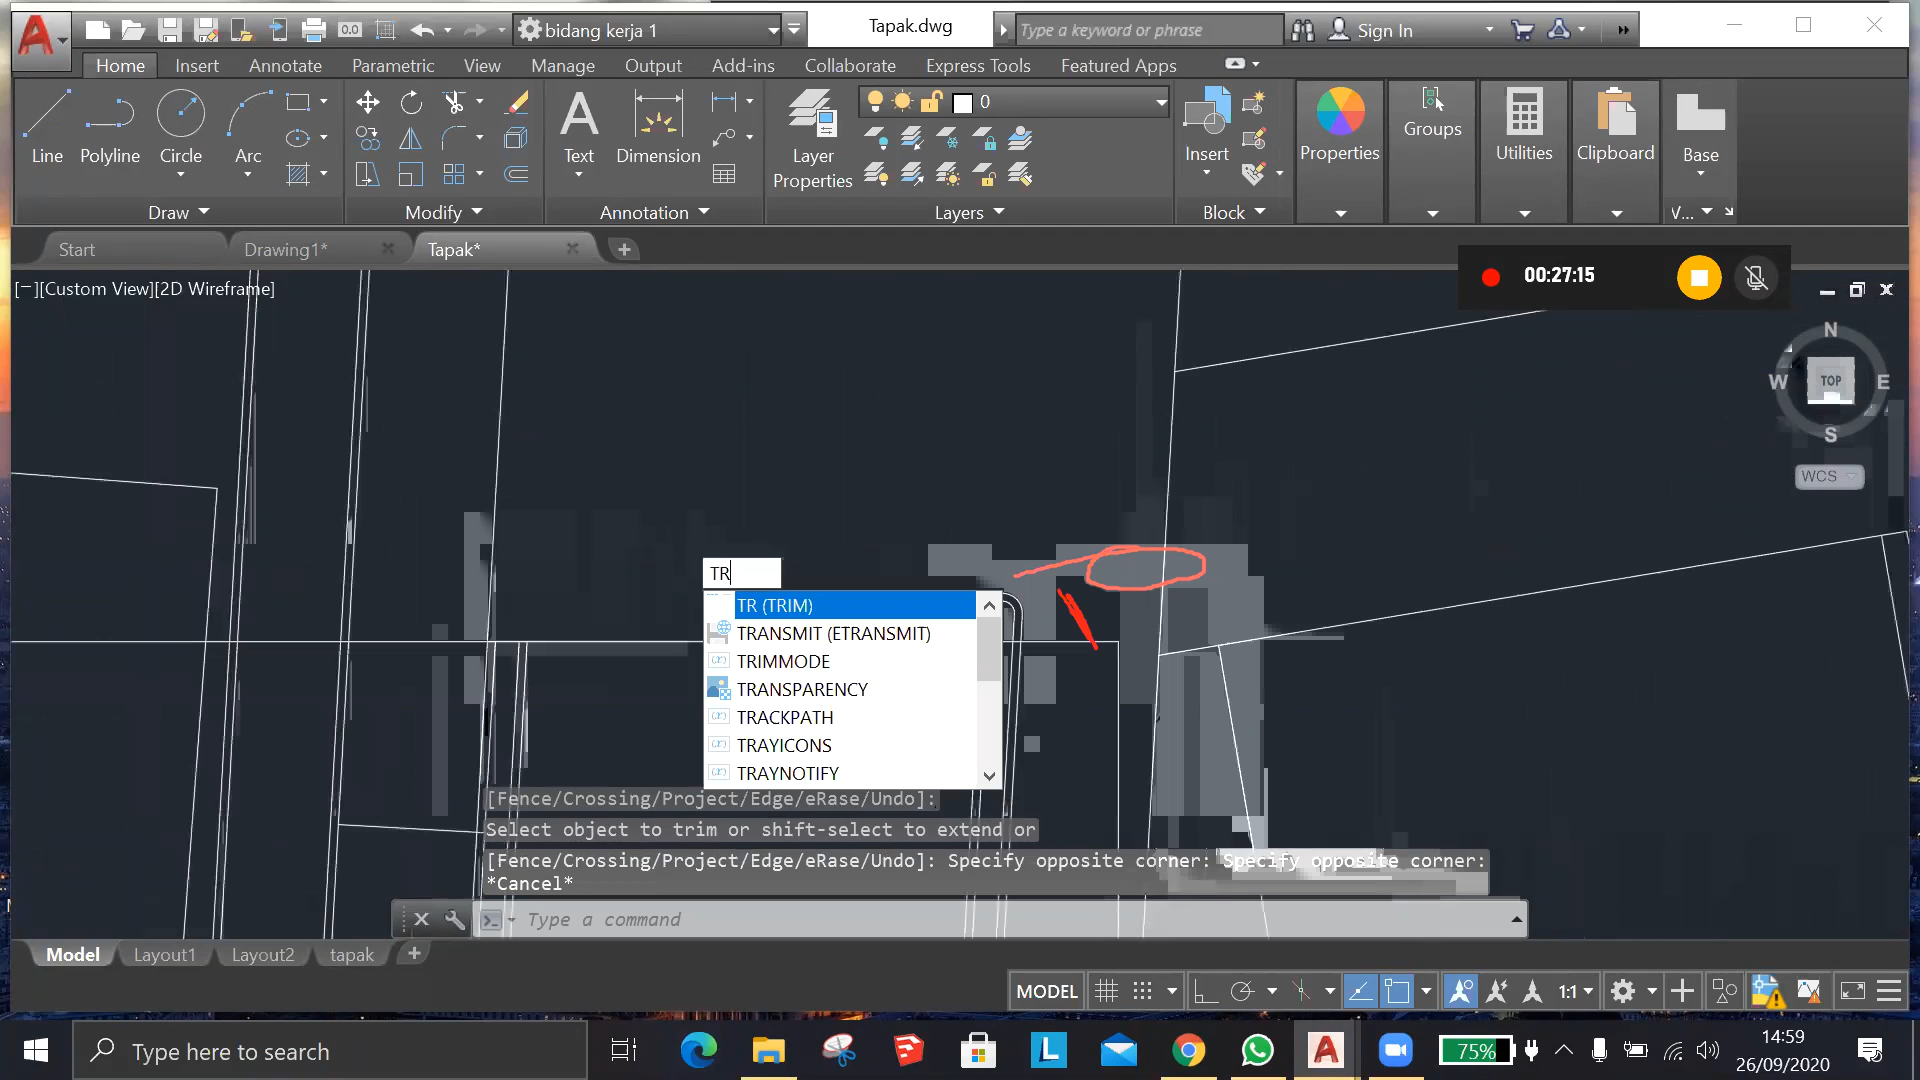 bidang kerja 1
Tapak.dwg
Type a keyword or phrase
Sign In
Home Insert Annotate Parametric View Manage Output Add-ins Collaborate Express Tools Featured Apps
0
Line Polyline Circle Arc
Text Dimension
Layer
Properties
Insert
Properties
Groups
Utilities
Clipboard
Base
Draw Modify Annotation Layers Block V...
Start Drawing1* Tapak*
00:27:15
[−][Custom View][2D Wireframe]
N
W TOP E
S
WCS
TR
TR (TRIM)
TRANSMIT (ETRANSMIT)
TRIMMODE
TRANSPARENCY
TRACKPATH
TRAYICONS
TRAYNOTIFY
[Fence/Crossing/Project/Edge/eRase/Undo]:
Select object to trim or shift-select to extend or
[Fence/Crossing/Project/Edge/eRase/Undo]: Specify opposite corner: Specify opposite corner:
*Cancel*
Type a command
Model Layout1 Layout2 tapak
MODEL 1:1
Type here to search
75%
14:59
26/09/2020